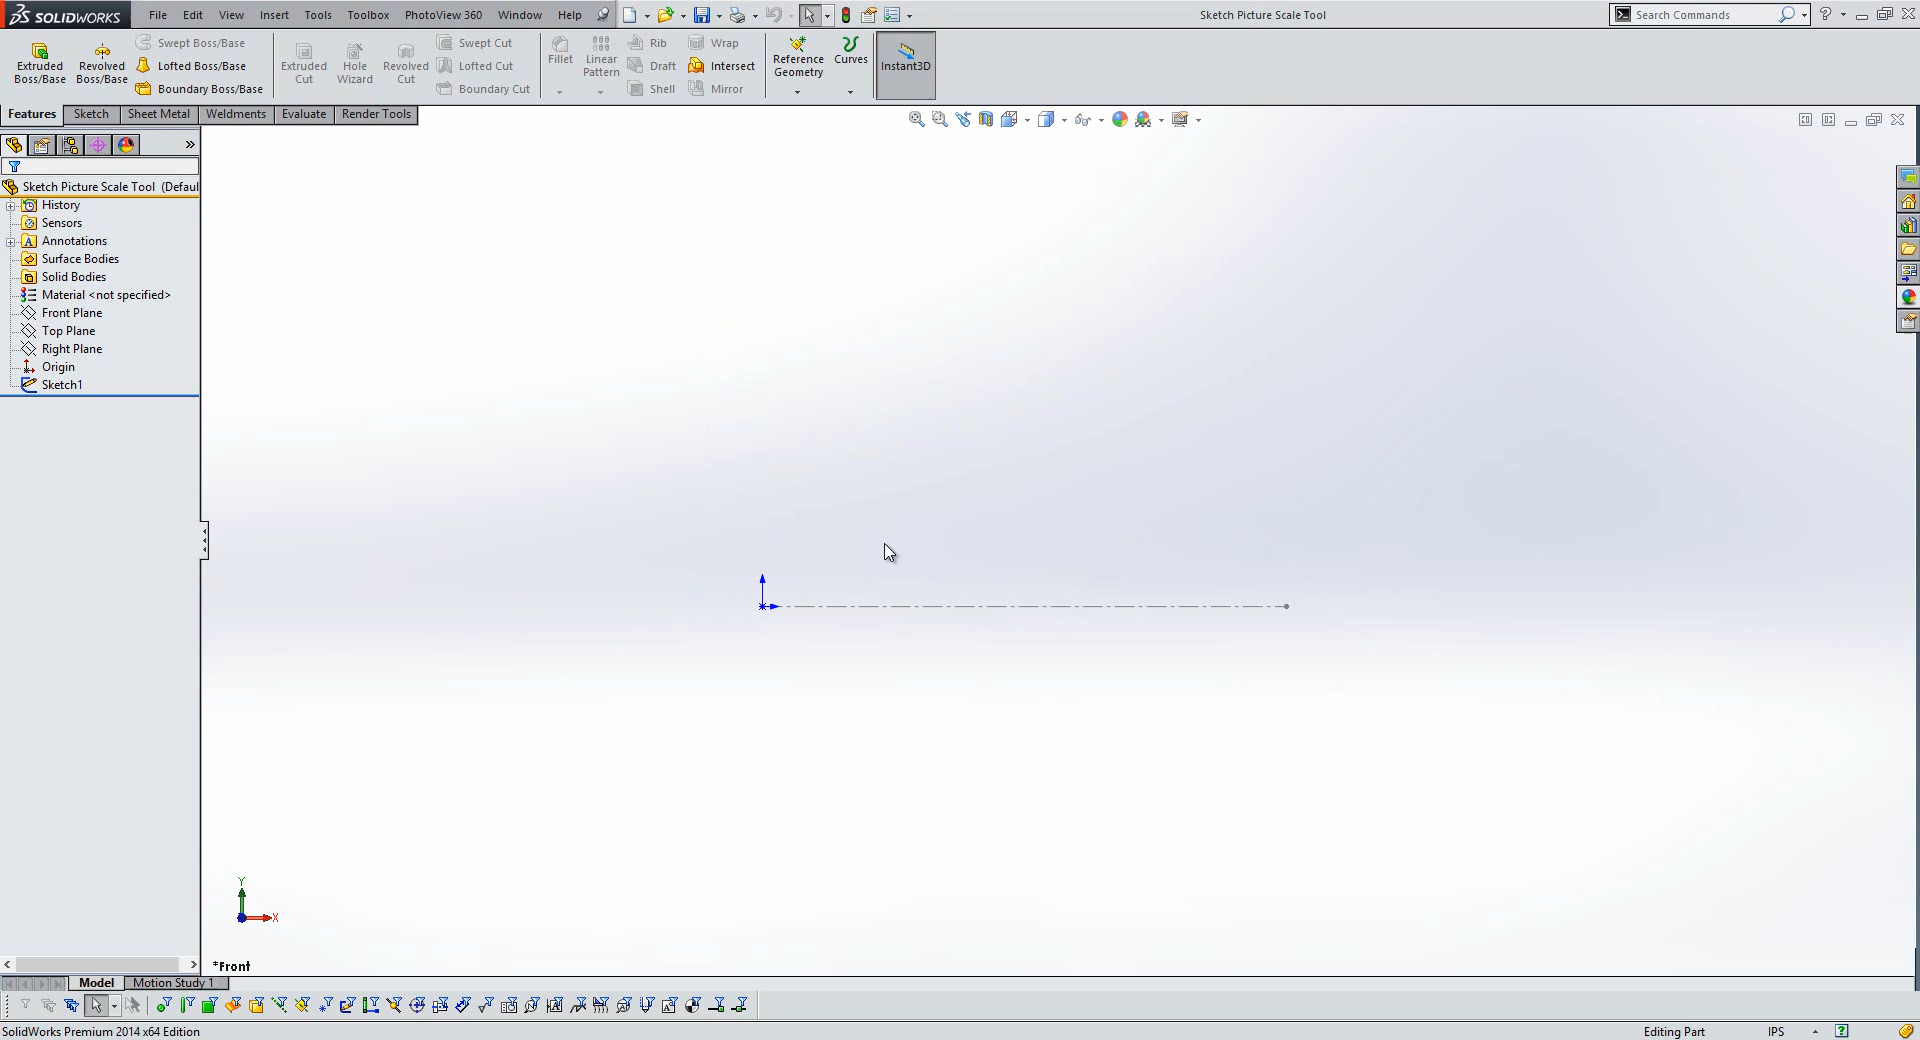 SOLIDWORKS File Edit View Insert Tools Toolbox PhotoView 360 Window Help Sketch Picture Scale Tool Search Commands ?
Extruded Boss/Base
Revolved Boss/Base
Swept Boss/Base
Lofted Boss/Base
Boundary Boss/Base
Extruded Cut
Hole Wizard
Revolved Cut
Swept Cut
Lofted Cut
Boundary Cut
Fillet
Linear Pattern
Rib
Draft
Shell
Wrap
Intersect
Mirror
Reference Geometry
Curves
Instant3D
Features Sketch Sheet Metal Weldments Evaluate Render Tools
Sketch Picture Scale Tool (Defaul
History
Sensors
Annotations
Surface Bodies
Solid Bodies
Material <not specified>
Front Plane
Top Plane
Right Plane
Origin
Sketch1
Y
X
*Front
Model Motion Study 1
SolidWorks Premium 2014 x64 Edition Editing Part IPS